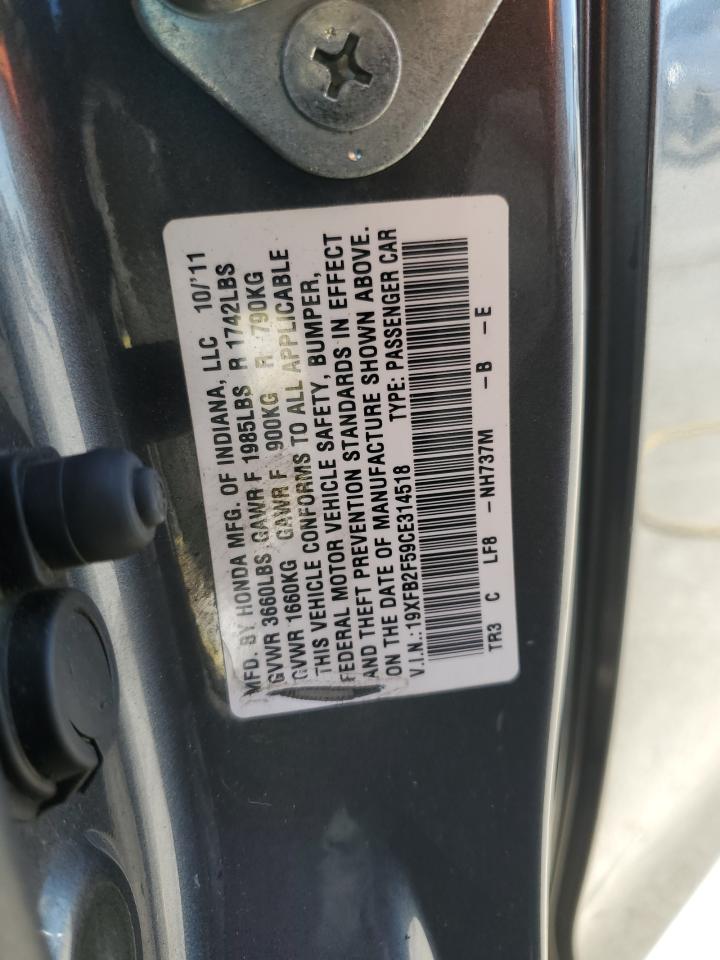 MFD. BY HONDA MFG. OF INDIANA, LLC 10/'11
GVWR 3660LBS GAWR F 1985LBS R 1742LBS
GVWR 1660KG GAWR F 900KG R 790KG
THIS VEHICLE CONFORMS TO ALL APPLICABLE
FEDERAL MOTOR VEHICLE SAFETY, BUMPER,
AND THEFT PREVENTION STANDARDS IN EFFECT
ON THE DATE OF MANUFACTURE SHOWN ABOVE.
V.I.N.:19XFB2F59CE314518 TYPE: PASSENGER CAR
TR3 C LF8 -NH737M -B -E